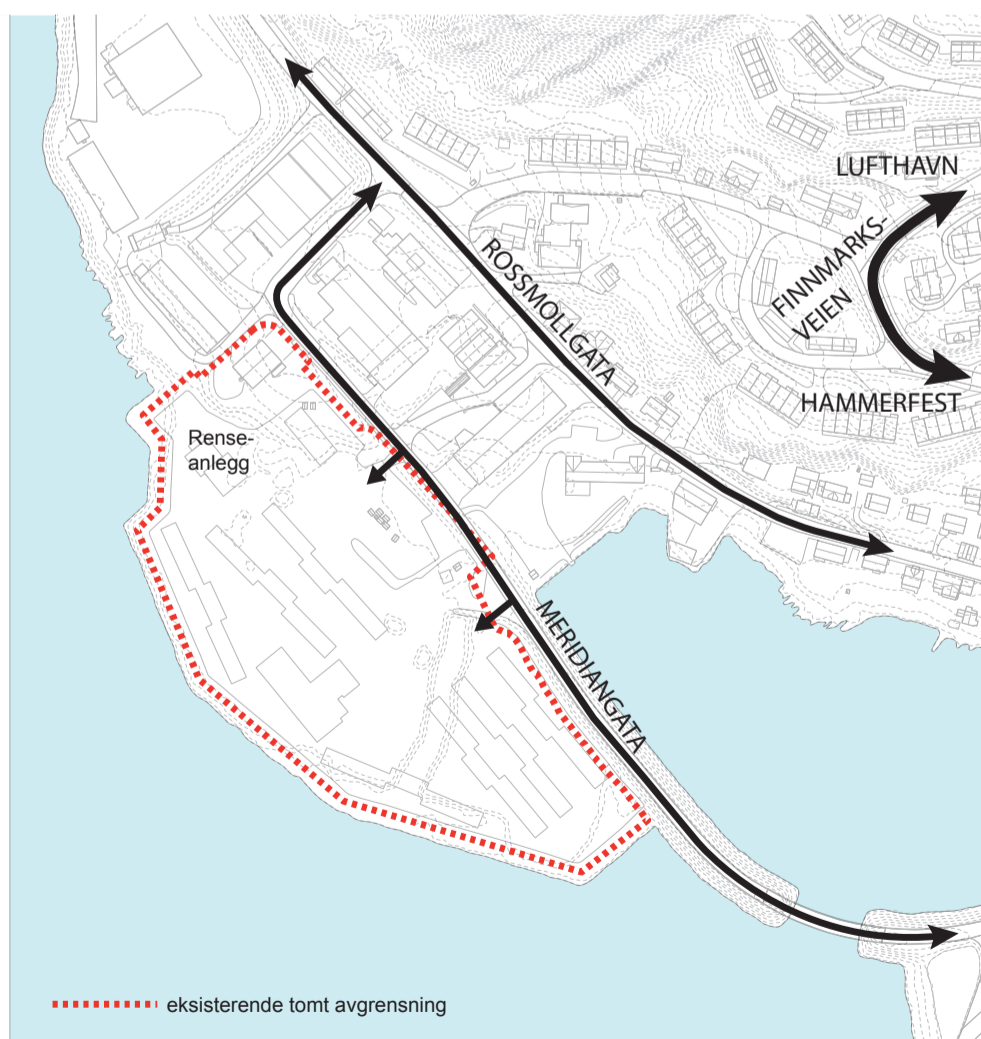 LUFTHAVN
FINNMARKS-
VEIEN
HAMMERFEST
ROSSMOLLGATA
Rense-
anlegg
MERIDIANGATA
eksisterende tomt avgrensning